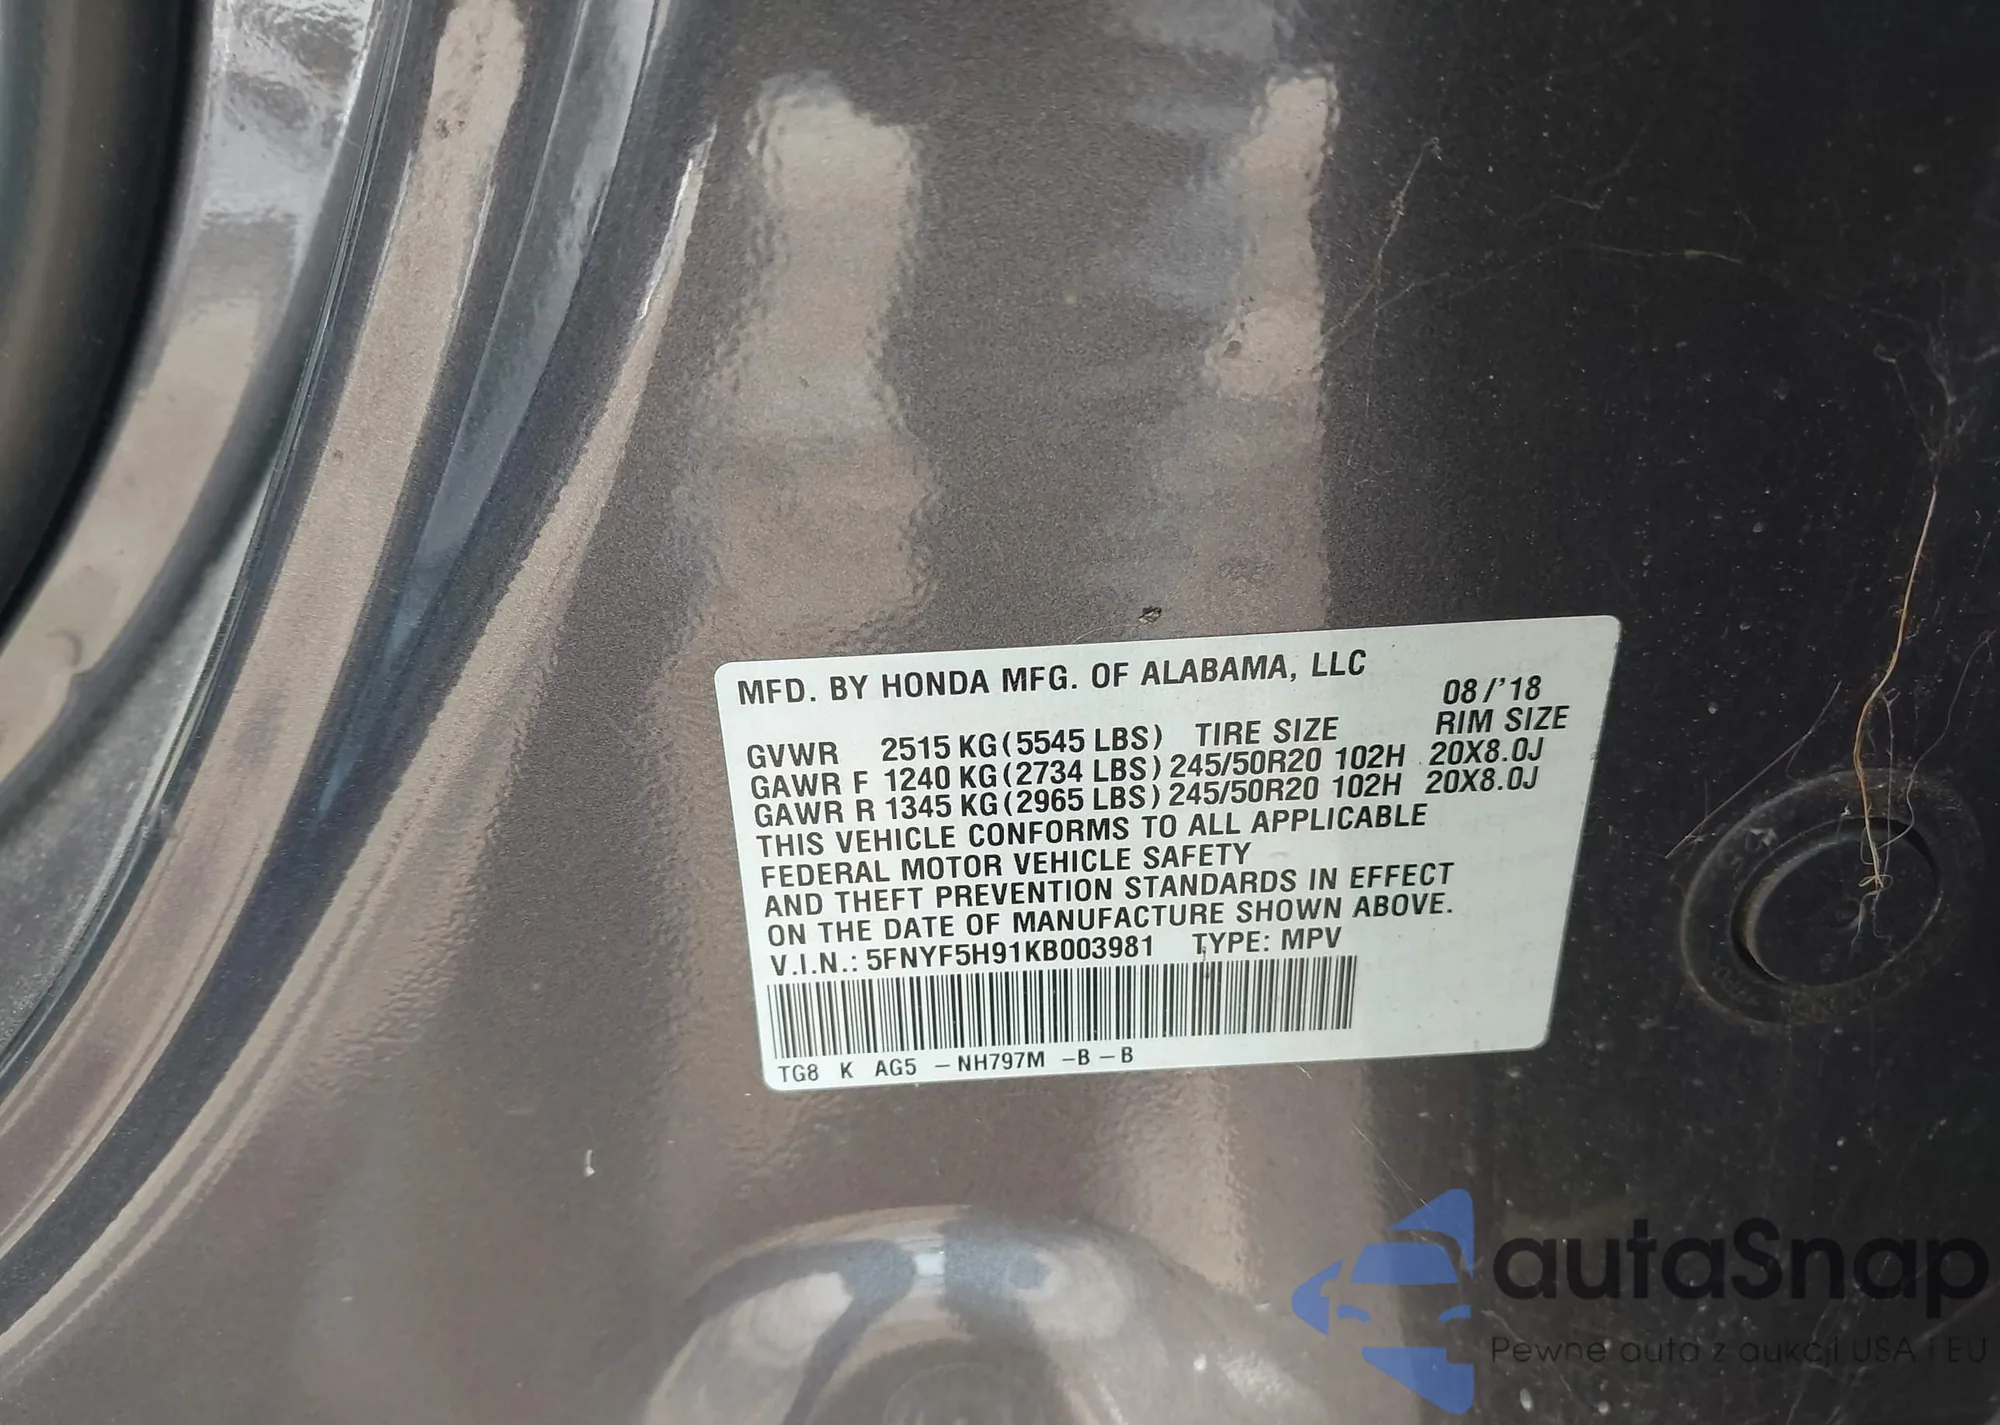 MFD. BY HONDA MFG. OF ALABAMA, LLC
08/'18
GVWR 2515 KG (5545 LBS) TIRE SIZE RIM SIZE
GAWR F 1240 KG (2734 LBS) 245/50R20 102H 20X8.0J
GAWR R 1345 KG (2965 LBS) 245/50R20 102H 20X8.0J
THIS VEHICLE CONFORMS TO ALL APPLICABLE
FEDERAL MOTOR VEHICLE SAFETY
AND THEFT PREVENTION STANDARDS IN EFFECT
ON THE DATE OF MANUFACTURE SHOWN ABOVE.
V.I.N.: 5FNYF5H91KB003981 TYPE: MPV
TG8 K AG5 -NH797M -B-B
autaSnap
Pewne auta z aukcji USA i EU